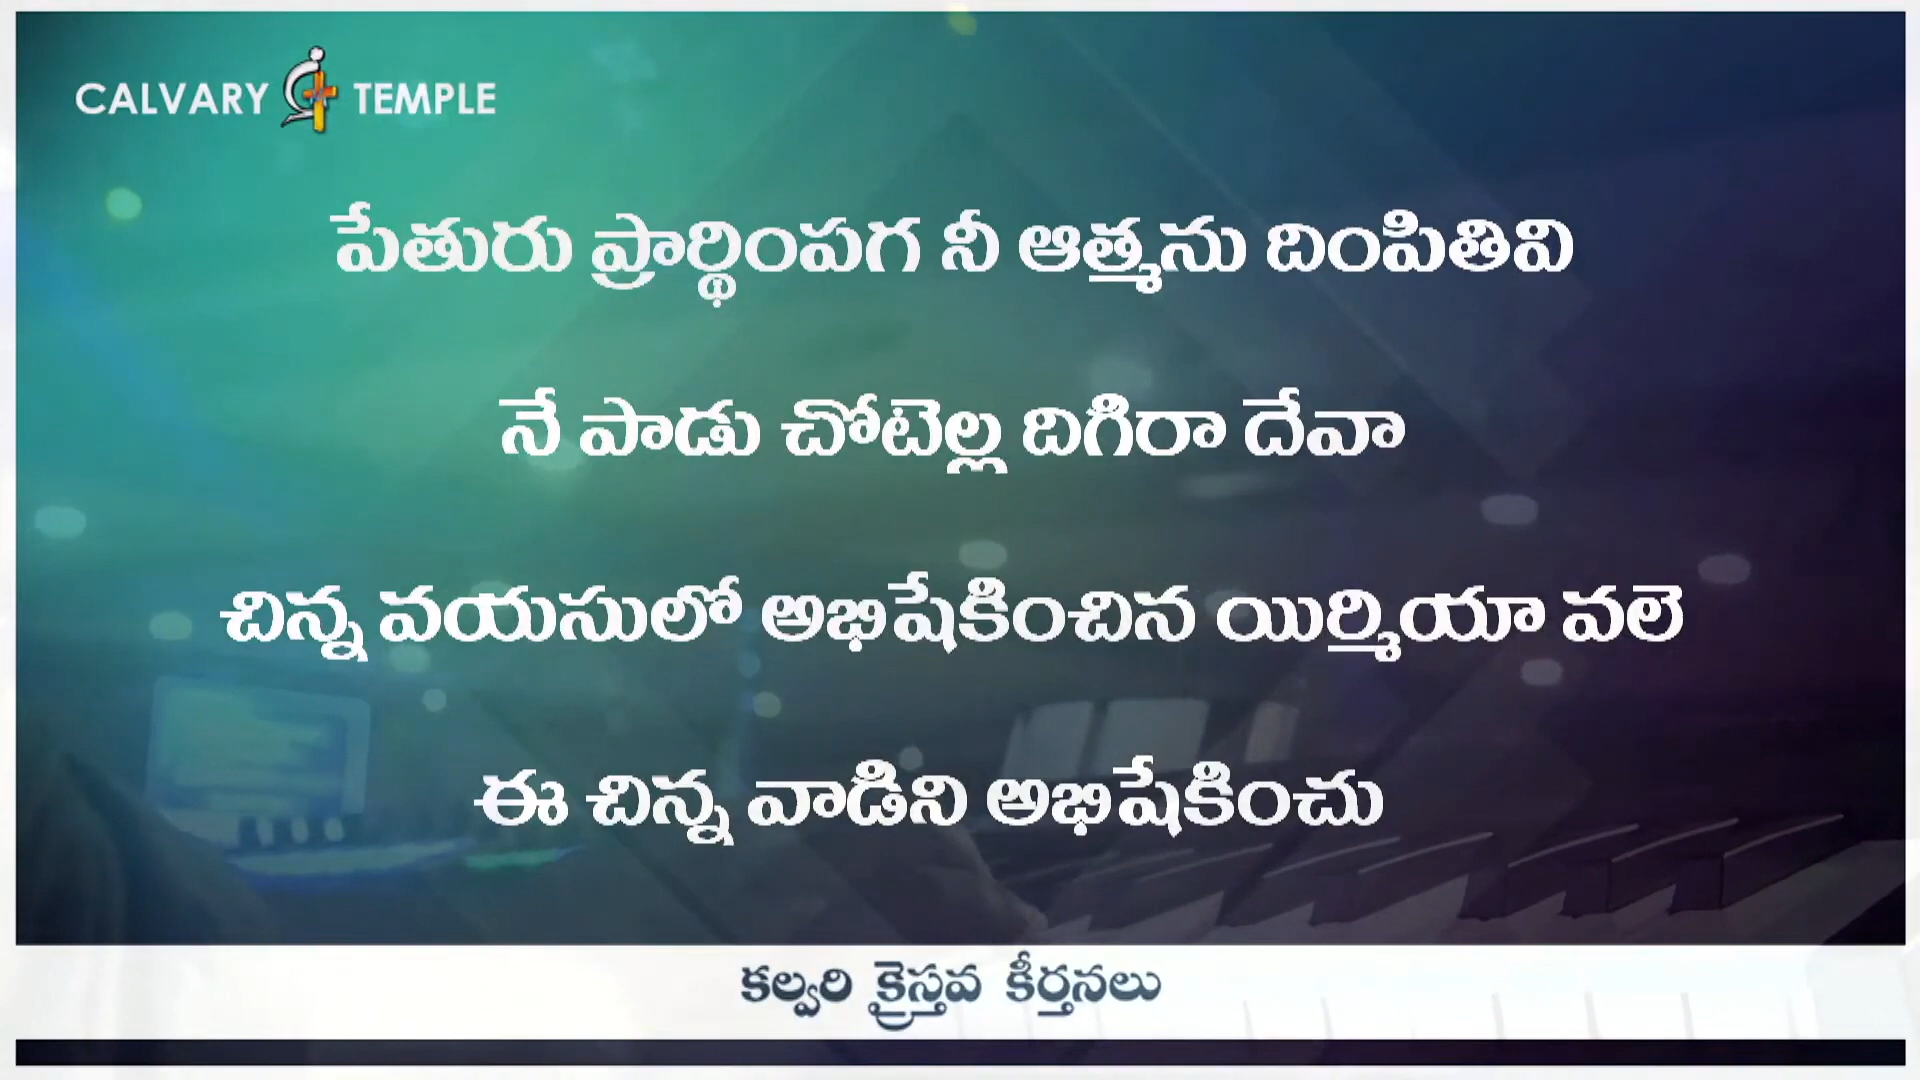 CALVARY TEMPLE
పేతురు ప్రార్థింపగ నీ ఆత్మను దింపితివి
నే పాడు చోటెల్ల దిగిరా దేవా
చిన్న వయసులో అభిషేకించిన యిర్మియా వలె
ఈ చిన్న వాడిని అభిషేకించు
కల్వరి క్రైస్తవ కీర్తనలు